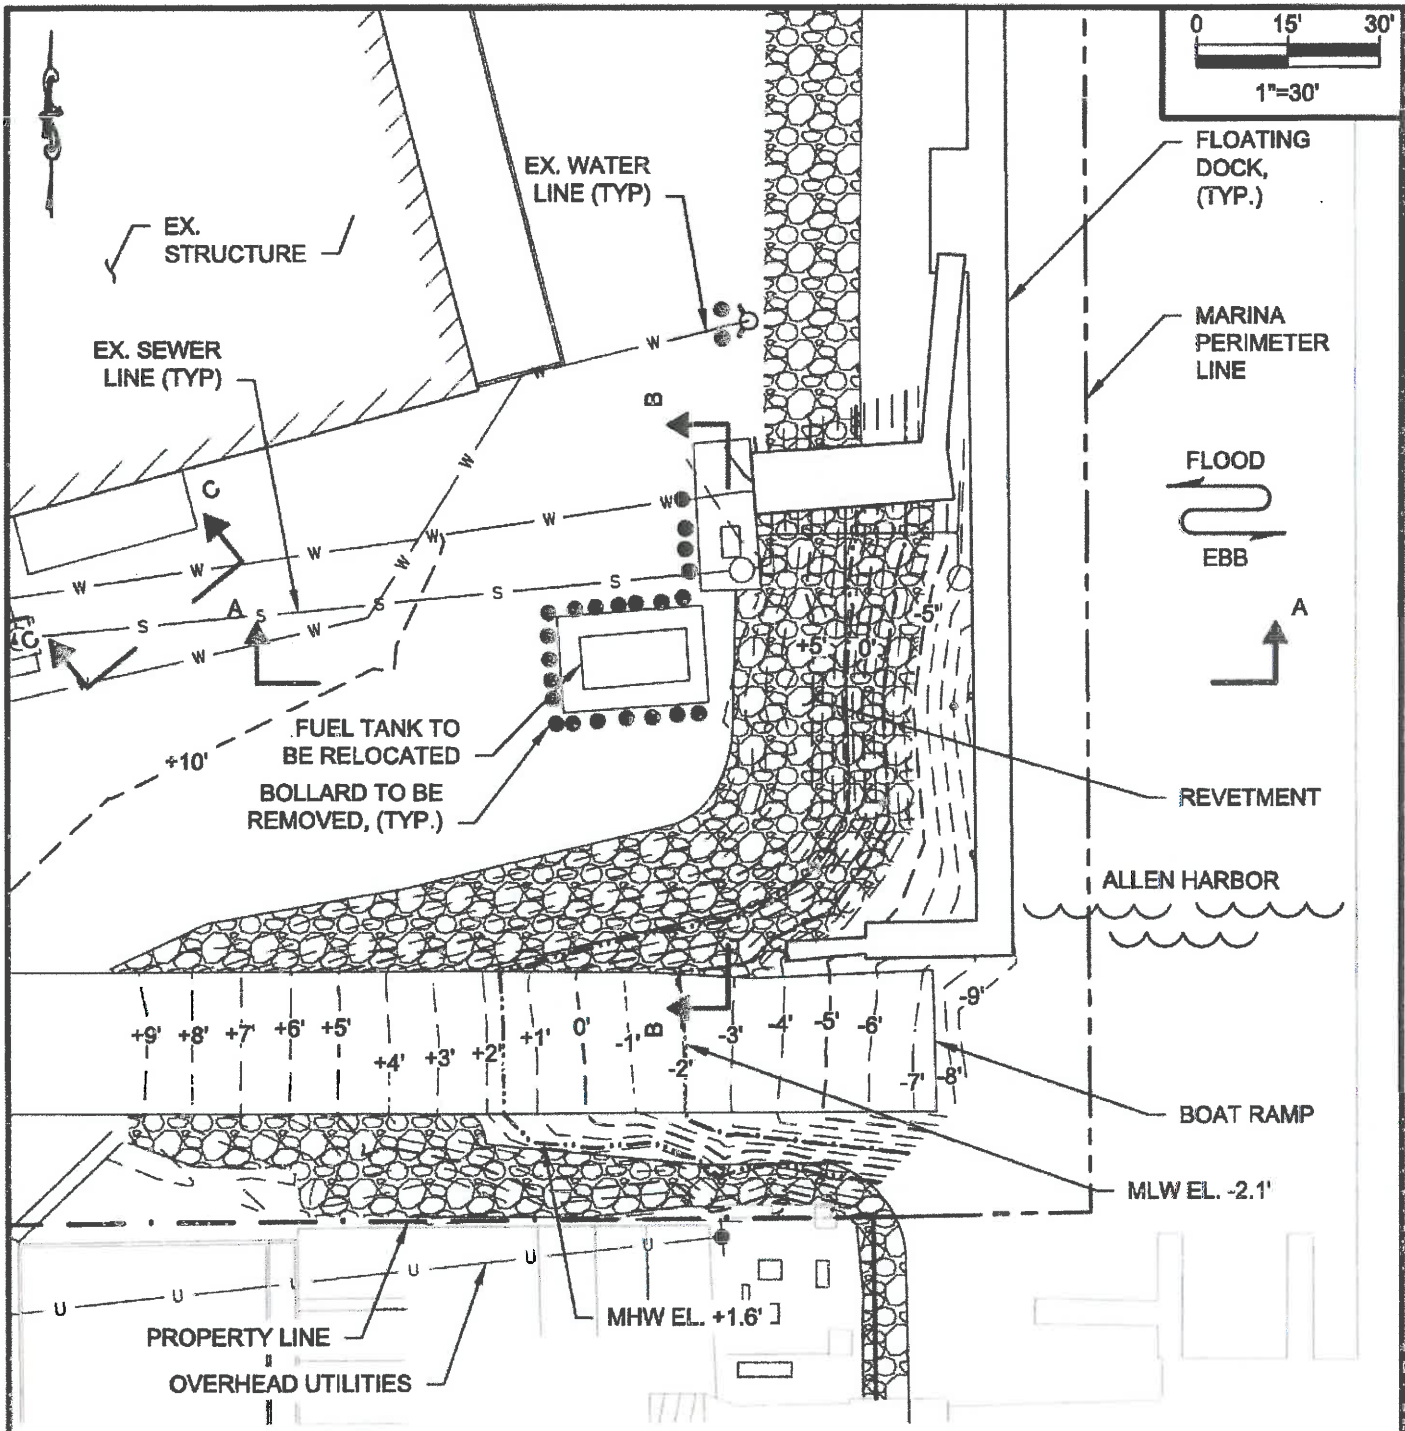 0 15' 30'
1"=30'
FLOATING
DOCK,
(TYP.)
EX. WATER
LINE (TYP)
EX.
STRUCTURE
MARINA
PERIMETER
LINE
EX. SEWER
LINE (TYP)
W
W
B
W
FLOOD
EBB
C
W
W
W
W
W
W
W
S
S
S
S
A
W
W
C
-5'
+5' 0'
A
FUEL TANK TO
BE RELOCATED
+10'
BOLLARD TO BE
REMOVED, (TYP.)
REVETMENT
ALLEN HARBOR
+9' +8' +7' +6' +5' +4' +3' +2' +1' 0' -1' B -2' -3' -4' -5' -6' -7' -8' -9'
BOAT RAMP
MLW EL. -2.1'
U U U U U U
MHW EL. +1.6'
PROPERTY LINE
OVERHEAD UTILITIES